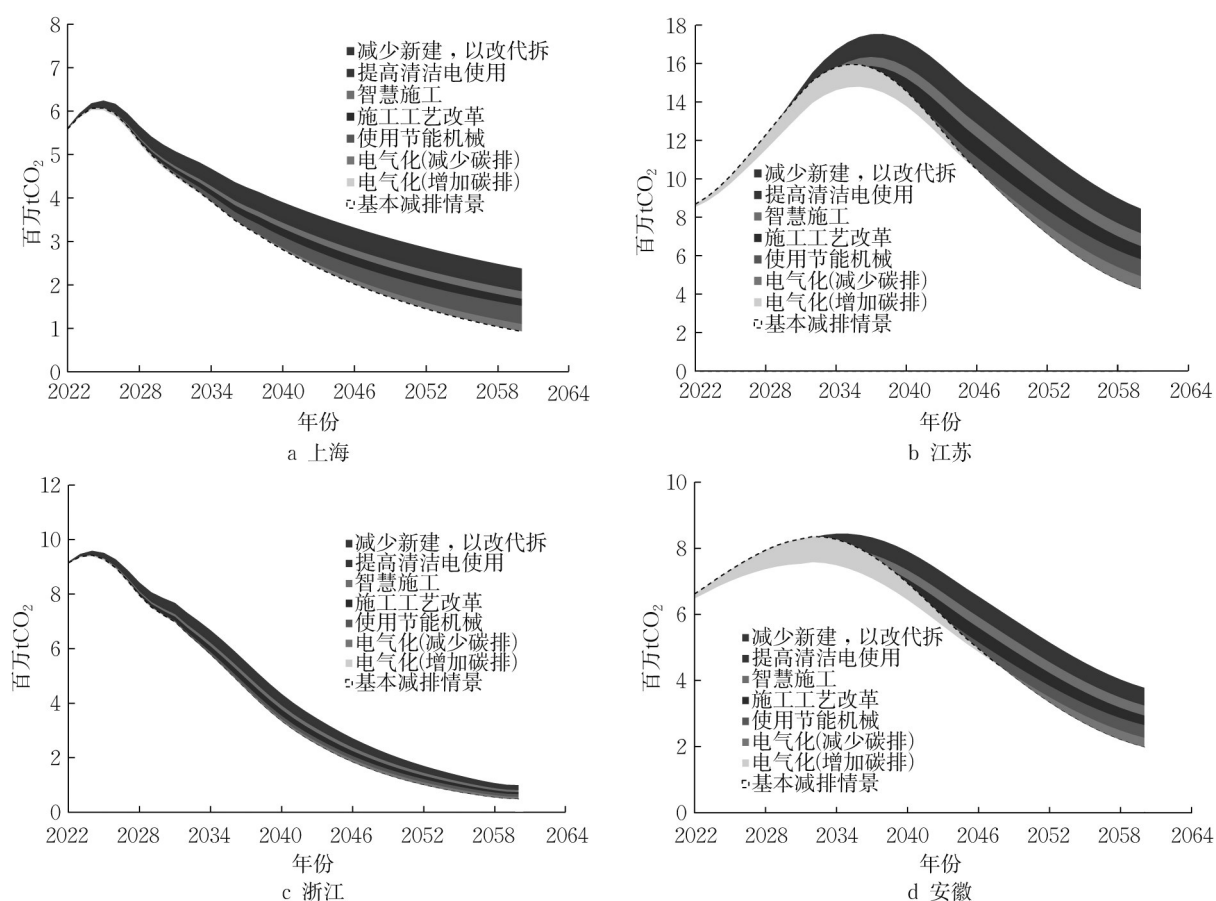 百万tCO₂
8
7
6
5
4
3
2
1
0
减少新建，以改代拆
提高清洁电使用
智慧施工
施工工艺改革
使用节能机械
电气化(减少碳排)
电气化(增加碳排)
基本减排情景
2022 2028 2034 2040 2046 2052 2058 2064
年份
a 上海
百万tCO₂
18
16
14
12
10
8
6
4
2
0
减少新建，以改代拆
提高清洁电使用
智慧施工
施工工艺改革
使用节能机械
电气化(减少碳排)
电气化(增加碳排)
基本减排情景
2022 2028 2034 2040 2046 2052 2058 2064
年份
b 江苏
百万tCO₂
12
10
8
6
4
2
0
减少新建，以改代拆
提高清洁电使用
智慧施工
施工工艺改革
使用节能机械
电气化(减少碳排)
电气化(增加碳排)
基本减排情景
2022 2028 2034 2040 2046 2052 2058 2064
年份
c 浙江
百万tCO₂
10
8
6
4
2
0
减少新建，以改代拆
提高清洁电使用
智慧施工
施工工艺改革
使用节能机械
电气化(减少碳排)
电气化(增加碳排)
基本减排情景
2022 2028 2034 2040 2046 2052 2058 2064
年份
d 安徽